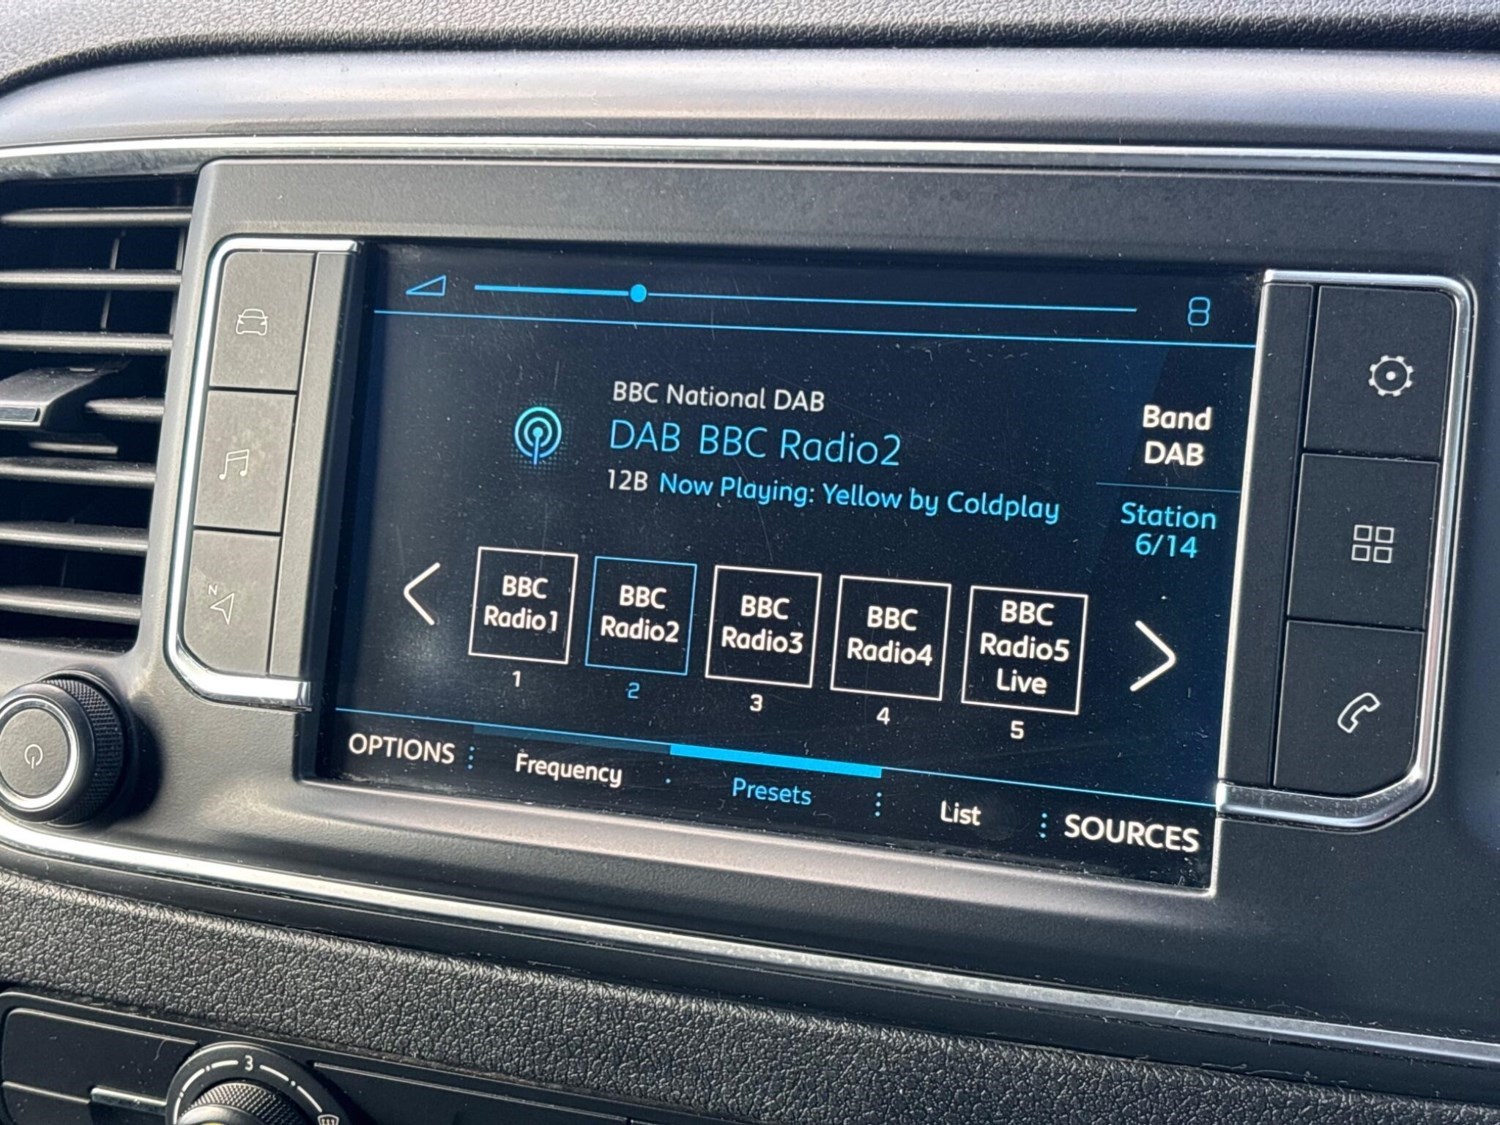 8
BBC National DAB
DAB BBC Radio2
12B Now Playing: Yellow by Coldplay
Band
DAB
Station
6/14
BBC
Radio1
1
BBC
Radio2
2
BBC
Radio3
3
BBC
Radio4
4
BBC
Radio5
Live
5
OPTIONS
Frequency
Presets
List
SOURCES
N
3